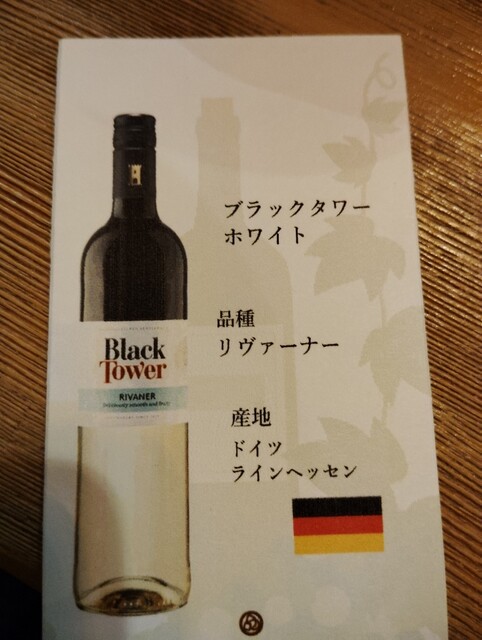 ブラックタワー
ホワイト
品種
リヴァーナー
産地
ドイツ
ラインヘッセン
Black
Tower
RIVANER